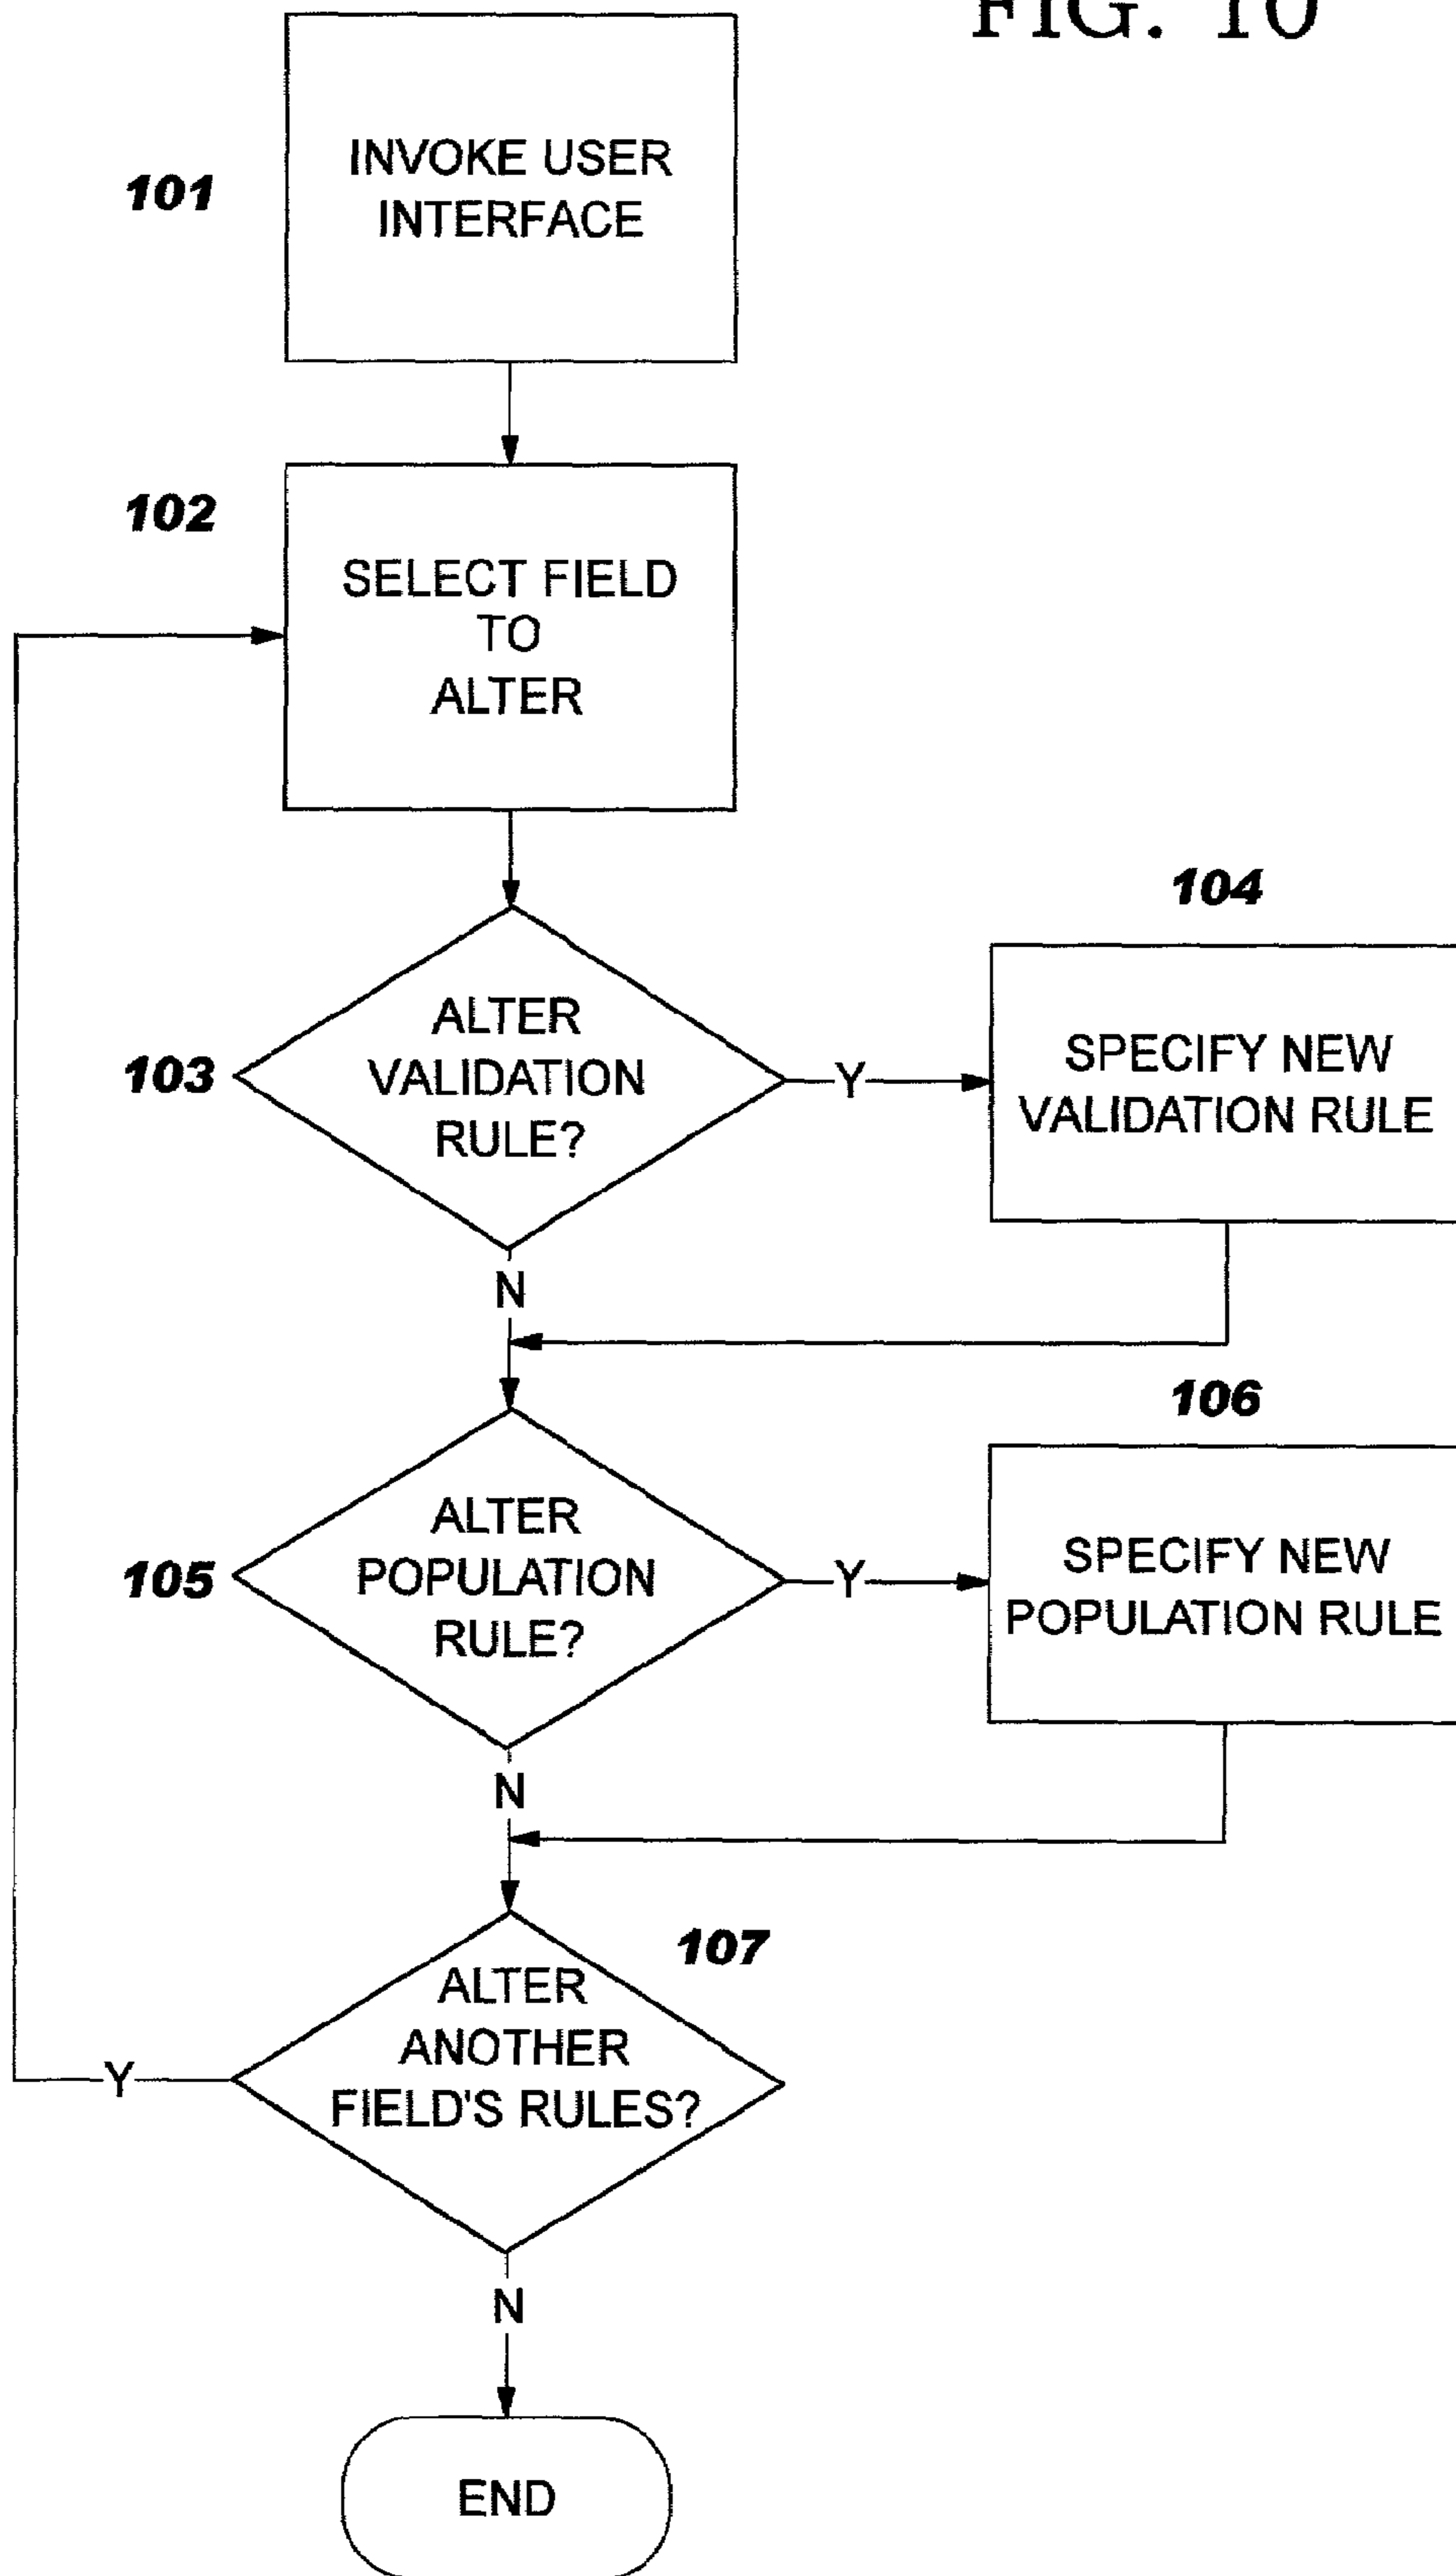 FIG. 10
101
INVOKE USER
INTERFACE
102
SELECT FIELD
TO
ALTER
103
ALTER
VALIDATION
RULE?
Y
104
SPECIFY NEW
VALIDATION RULE
N
105
ALTER
POPULATION
RULE?
Y
106
SPECIFY NEW
POPULATION RULE
N
107
ALTER
ANOTHER
FIELD'S RULES?
Y
N
END